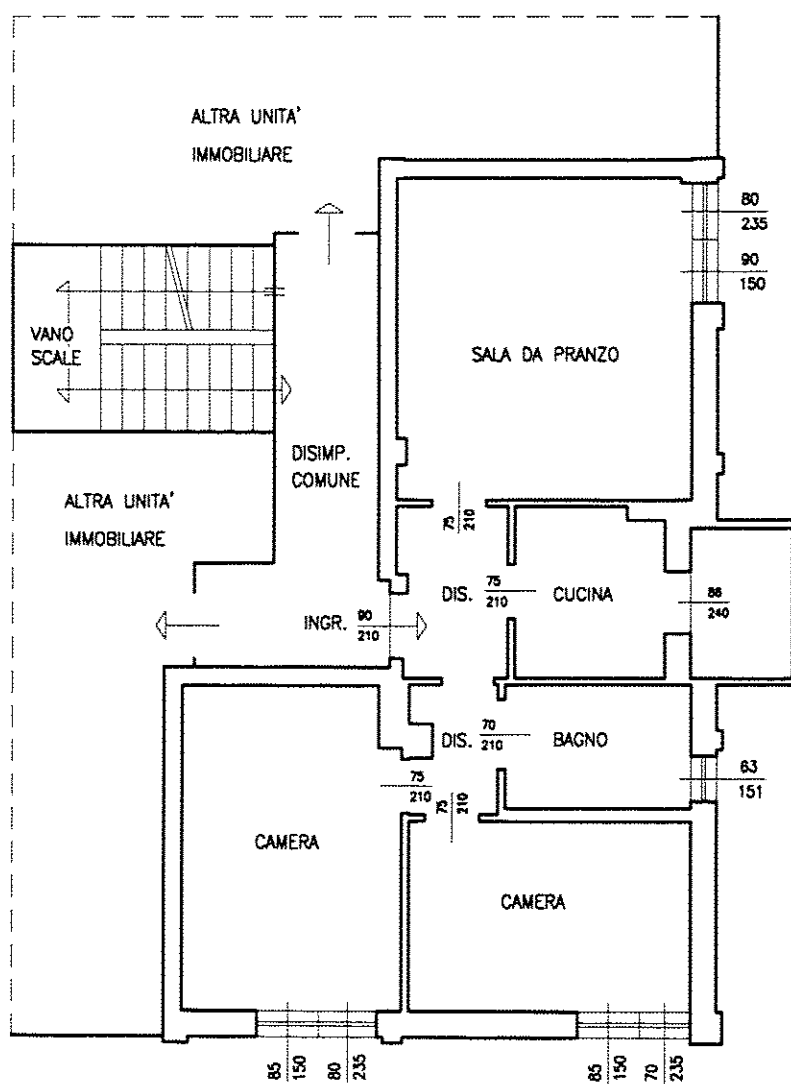 ALTRA UNITA'
IMMOBILIARE
80
235
90
150
VANO
SCALE
SALA DA PRANZO
DISIMP.
COMUNE
ALTRA UNITA'
IMMOBILIARE
75
210
DIS.
75
210
CUCINA
88
240
INGR.
90
210
DIS.
70
210
BAGNO
63
151
75
210
75
210
CAMERA
CAMERA
85
150
80
235
85
150
70
235